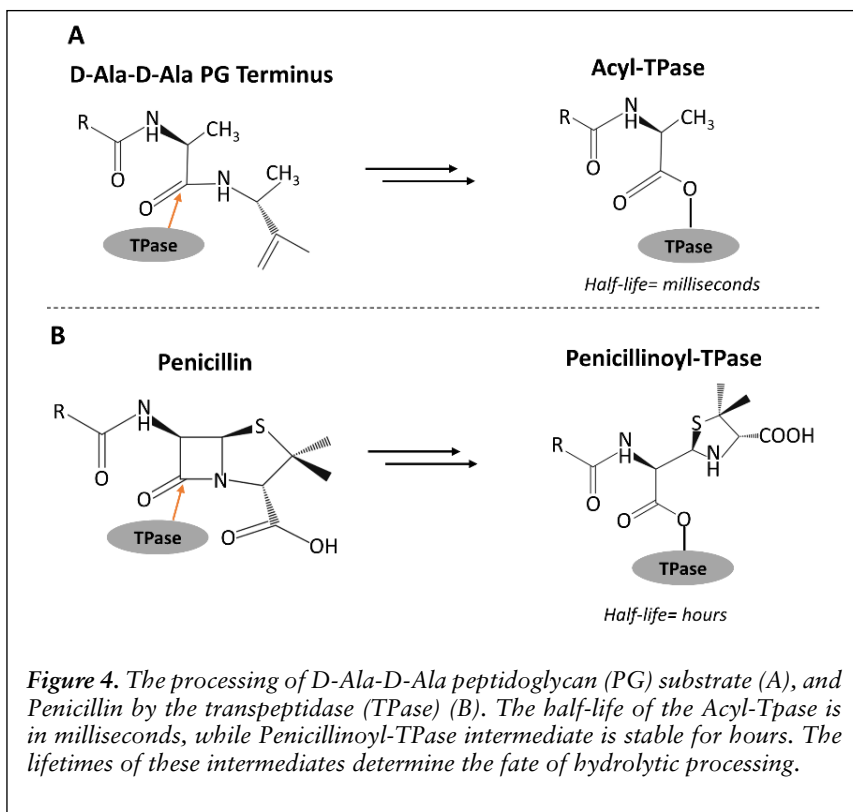 A
D-Ala-D-Ala PG Terminus
Acyl-TPase
R
N
H
CH₃
O
O
N
H
CH₃
TPase
R
N
H
CH₃
O
O
O
TPase
Half-life= milliseconds
B
Penicillin
Penicillinoyl-TPase
R
N
H
S
O
O
N
O
OH
TPase
R
N
H
S
N
H
COOH
O
O
O
TPase
Half-life= hours
Figure 4. The processing of D-Ala-D-Ala peptidoglycan (PG) substrate (A), and
Penicillin by the transpeptidase (TPase) (B). The half-life of the Acyl-Tpase is
in milliseconds, while Penicillinoyl-TPase intermediate is stable for hours. The
lifetimes of these intermediates determine the fate of hydrolytic processing.